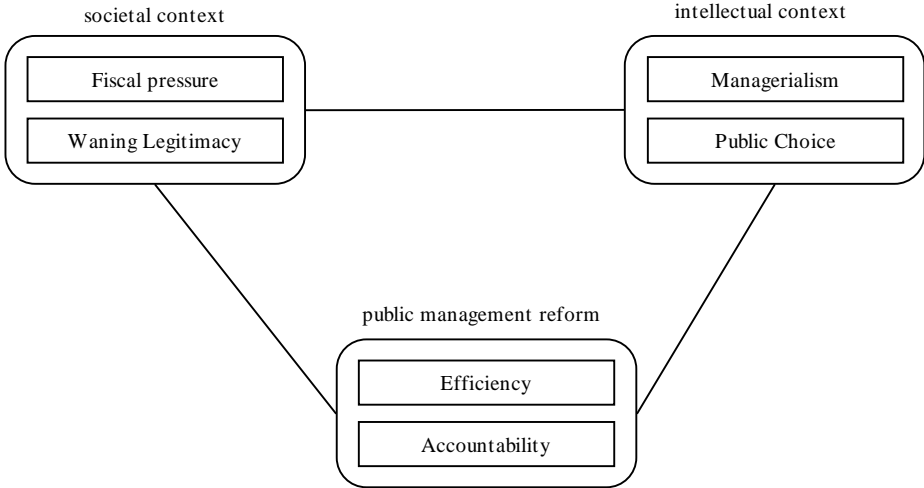 societal context
Fiscal pressure
Waning Legitimacy
intellectual context
Managerialism
Public Choice
public management reform
Efficiency
Accountability